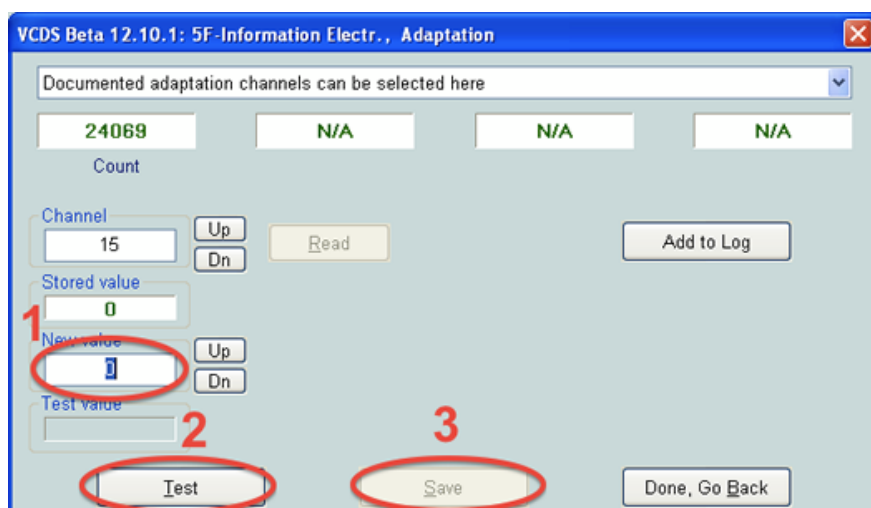 VCDS Beta 12.10.1: 5F-Information Electr., Adaptation
Documented adaptation channels can be selected here
24069 N/A N/A N/A
Count
Channel
15 Up Read Add to Log
Dn
Stored value
0
1
New value
0 Up
Dn
Test value
2 3
Test Save Done, Go Back